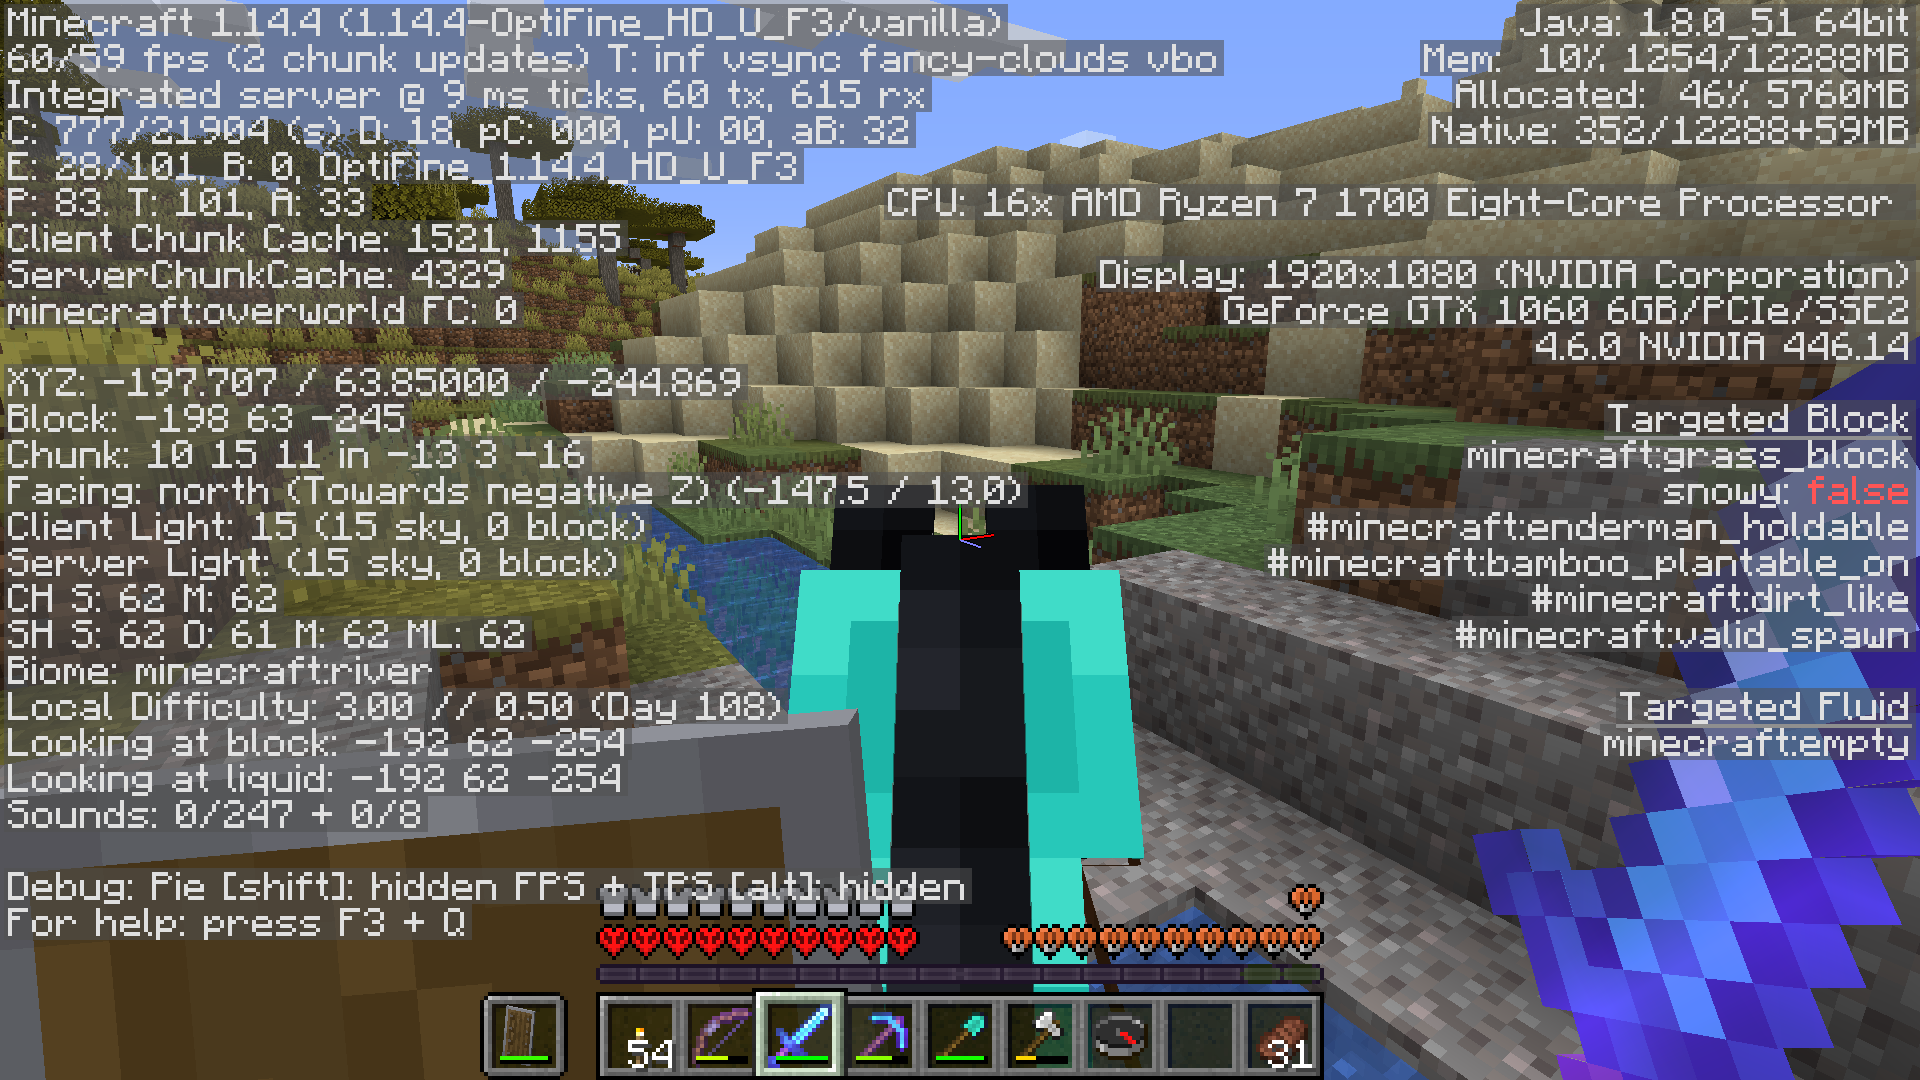 Minecraft 1.14.4 (1.14.4-OptiFine_HD_U_F3/vanilla)
60/59 fps (2 chunk updates) T: inf vsync fancy-clouds vbo
Integrated server @ 9 ms ticks, 60 tx, 615 rx
C: 777/21904 (s) D: 18, pC: 000, pU: 00, aB: 32
E: 28/101, B: 0, OptiFine_1.14.4_HD_U_F3
P: 83. T: 101, A: 33
Client Chunk Cache: 1521, 1155
ServerChunkCache: 4329
minecraft:overworld FC: 0
XYZ: -197.707 / 63.85000 / -244.869
Block: -198 63 -245
Chunk: 10 15 11 in -13 3 -16
Facing: north (Towards negative Z) (-147.5 / 13.0)
Client Light: 15 (15 sky, 0 block)
Server Light: (15 sky, 0 block)
CH S: 62 M: 62
SH S: 62 O: 61 M: 62 ML: 62
Biome: minecraft:river
Local Difficulty: 3.00 // 0.50 (Day 108)
Looking at block: -192 62 -254
Looking at liquid: -192 62 -254
Sounds: 0/247 + 0/8
Debug: Pie [shift]: hidden FPS + TPS [alt]: hidden
For help: press F3 + Q
Java: 1.8.0_51 64bit
Mem: 10% 1254/12288MB
Allocated: 46% 5760MB
Native: 352/12288+59MB
CPU: 16x AMD Ryzen 7 1700 Eight-Core Processor
Display: 1920x1080 (NVIDIA Corporation)
GeForce GTX 1060 6GB/PCIe/SSE2
4.6.0 NVIDIA 446.14
Targeted Block
minecraft:grass_block
snowy: false
#minecraft:enderman_holdable
#minecraft:bamboo_plantable_on
#minecraft:dirt_like
#minecraft:valid_spawn
Targeted Fluid
minecraft:empty
54
31